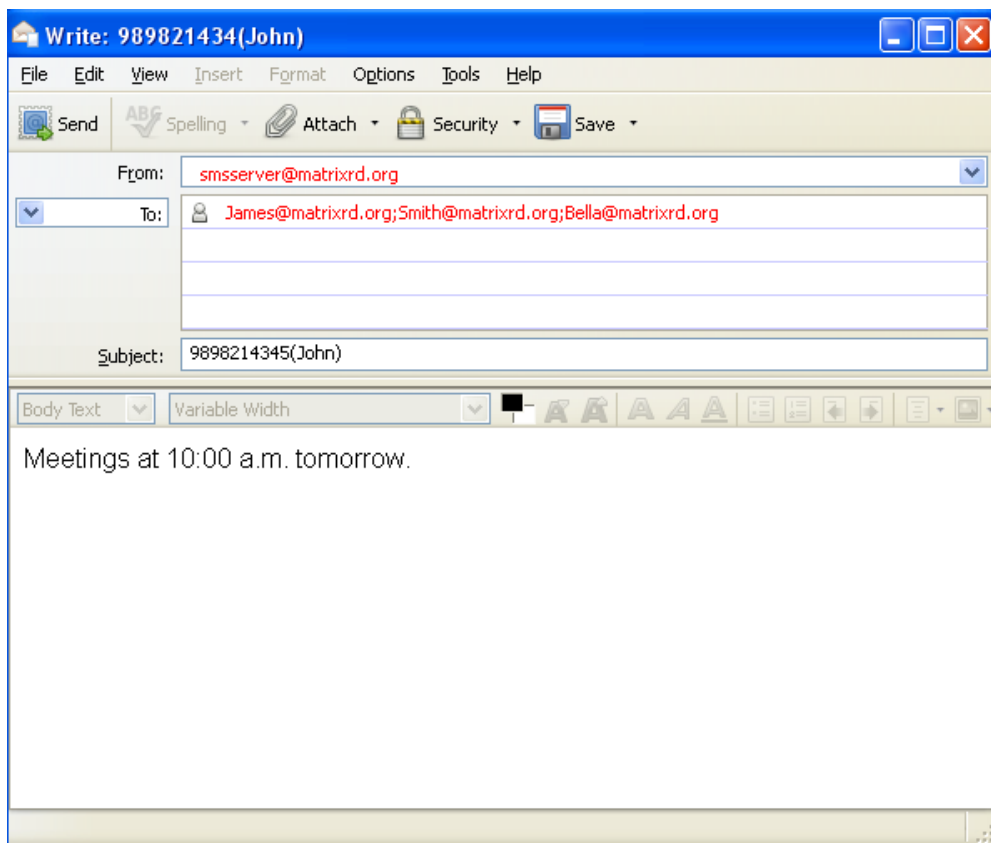 Write: 989821434(John)
File Edit View Insert Format Options Tools Help
Send ABC Spelling Attach Security Save
From: smsserver@matrixrd.org
To: James@matrixrd.org;Smith@matrixrd.org;Bella@matrixrd.org
Subject: 9898214345(John)
Body Text Variable Width A A A A A
Meetings at 10:00 a.m. tomorrow.